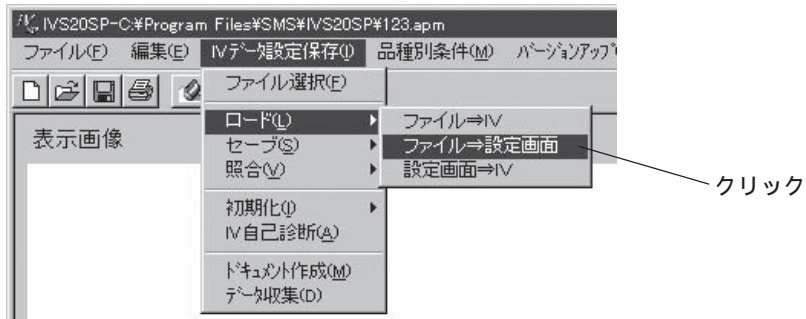 IVS20SP-C:¥Program Files¥SMS¥IVS20SP¥123.apm
ファイル(F) 編集(E) IVデータ設定保存(I) 品種別条件(M) バージョンアップ
ファイル選択(F)
ロード(L) ファイル⇒IV
表示画像 セーブ(S) ファイル⇒設定画面
照合(V) 設定画面⇒IV
クリック
初期化(I)
IV自己診断(A)
ドキュメント作成(M)
データ収集(D)